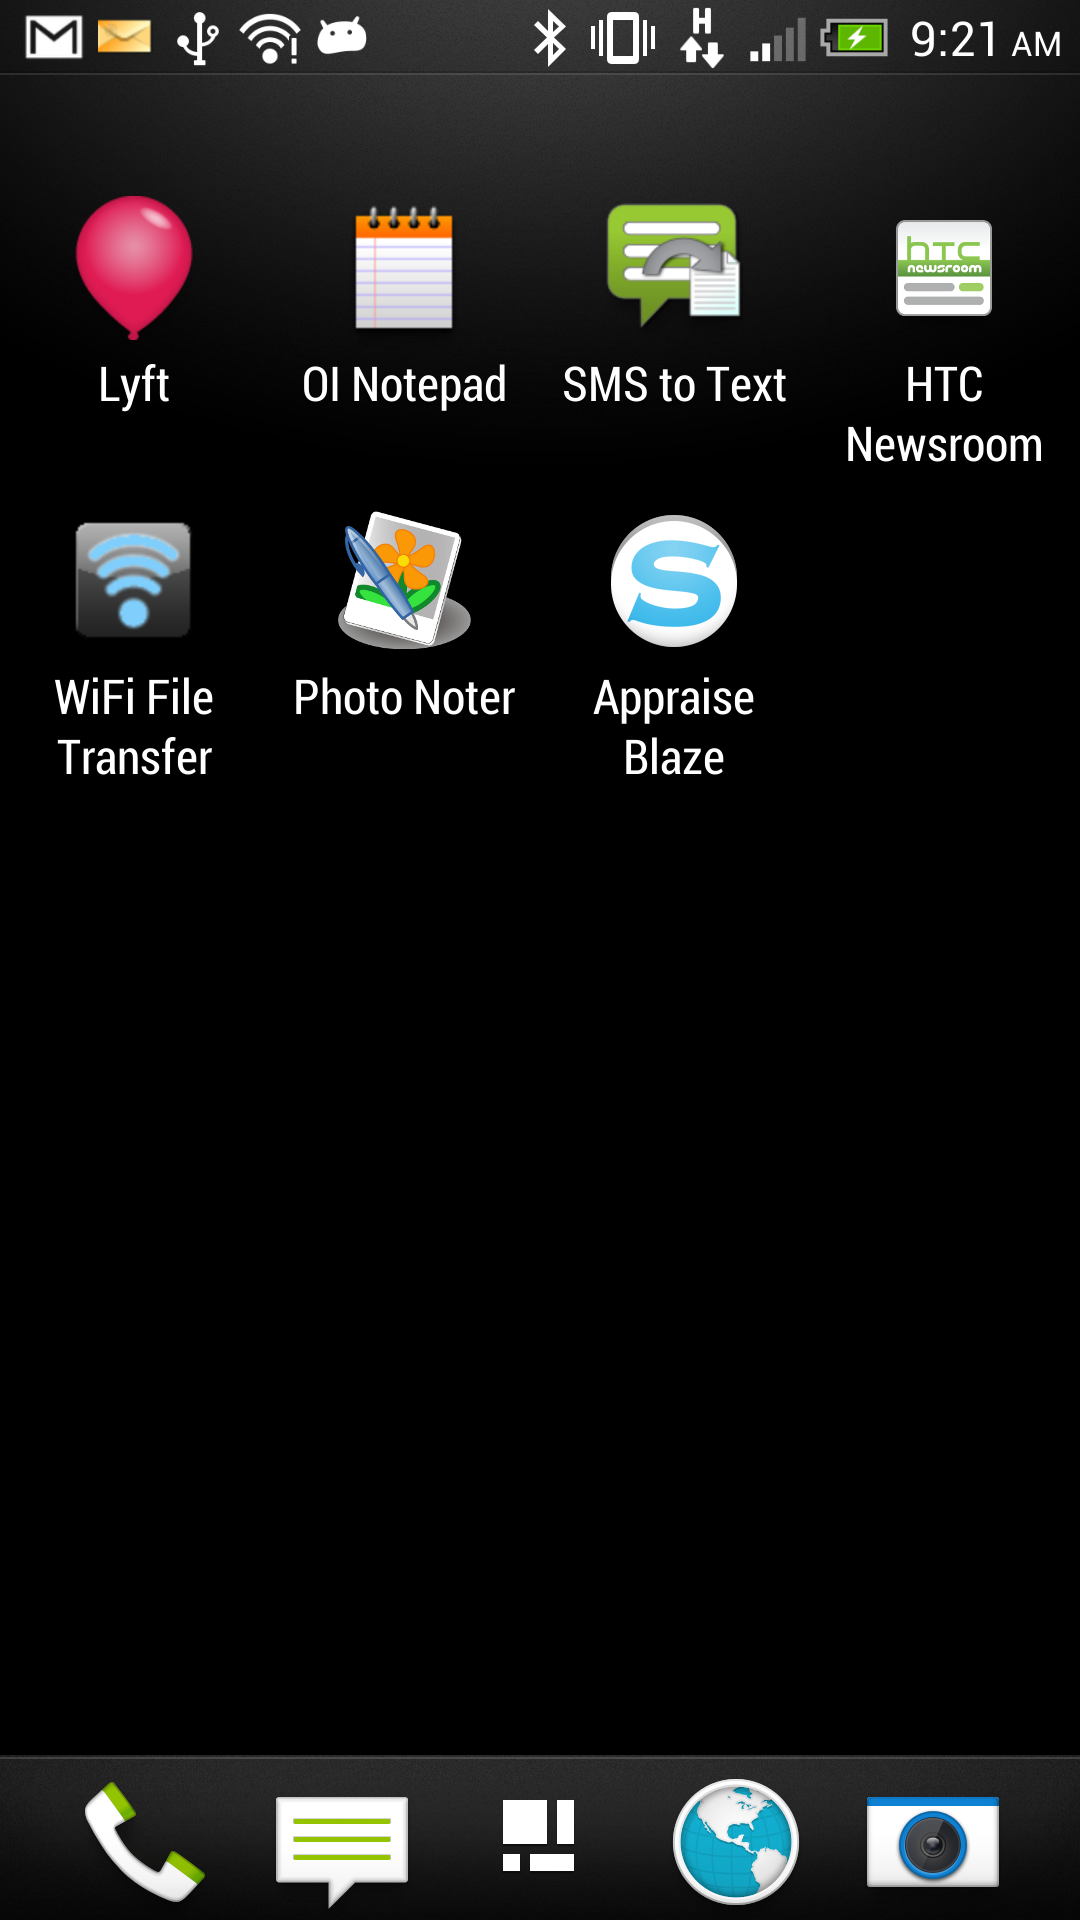 H
9:21 AM
Lyft
OI Notepad
SMS to Text
hTC
newsroom
HTC
Newsroom
WiFi File
Transfer
Photo Noter
S
Appraise
Blaze